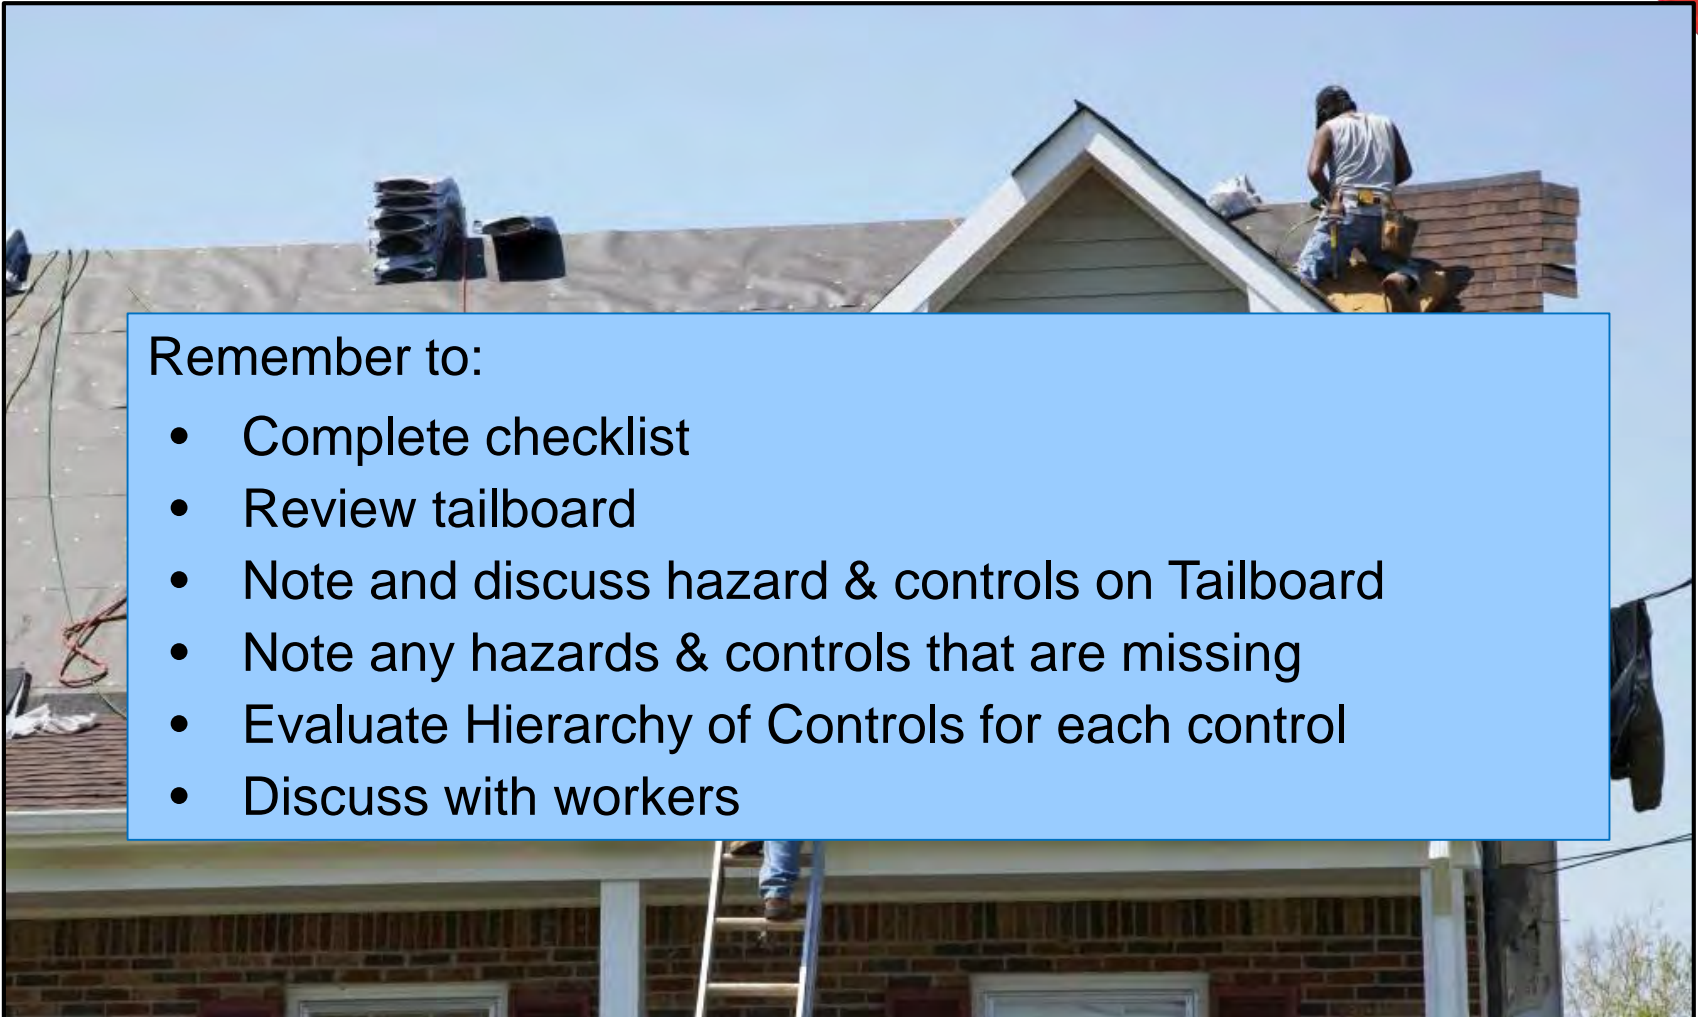 Remember to:
• Complete checklist
• Review tailboard
• Note and discuss hazard & controls on Tailboard
• Note any hazards & controls that are missing
• Evaluate Hierarchy of Controls for each control
• Discuss with workers